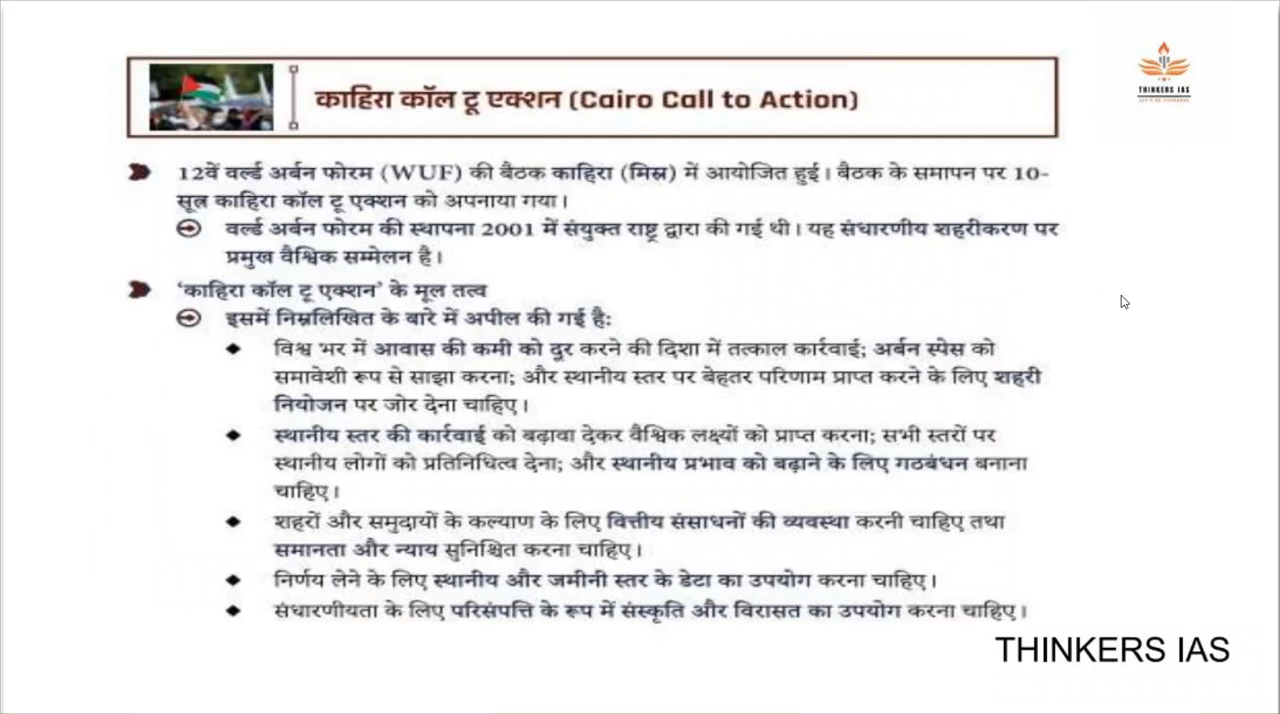 काहिरा कॉल टू एक्शन (Cairo Call to Action)
THINKERS IAS
12वें वर्ल्ड अर्बन फोरम (WUF) की बैठक काहिरा (मिस्र) में आयोजित हुई। बैठक के समापन पर 10-
सूत्र काहिरा कॉल टू एक्शन को अपनाया गया।
वर्ल्ड अर्बन फोरम की स्थापना 2001 में संयुक्त राष्ट्र द्वारा की गई थी। यह संधारणीय शहरीकरण पर
प्रमुख वैश्विक सम्मेलन है।
‘काहिरा कॉल टू एक्शन’ के मूल तत्व
इसमें निम्नलिखित के बारे में अपील की गई है:
विश्व भर में आवास की कमी को दूर करने की दिशा में तत्काल कार्रवाई; अर्बन स्पेस को
समावेशी रूप से साझा करना; और स्थानीय स्तर पर बेहतर परिणाम प्राप्त करने के लिए शहरी
नियोजन पर जोर देना चाहिए।
स्थानीय स्तर की कार्रवाई को बढ़ावा देकर वैश्विक लक्ष्यों को प्राप्त करना; सभी स्तरों पर
स्थानीय लोगों को प्रतिनिधित्व देना; और स्थानीय प्रभाव को बढ़ाने के लिए गठबंधन बनाना
चाहिए।
शहरों और समुदायों के कल्याण के लिए वित्तीय संसाधनों की व्यवस्था करनी चाहिए तथा
समानता और न्याय सुनिश्चित करना चाहिए।
निर्णय लेने के लिए स्थानीय और जमीनी स्तर के डेटा का उपयोग करना चाहिए।
संधारणीयता के लिए परिसंपत्ति के रूप में संस्कृति और विरासत का उपयोग करना चाहिए।
THINKERS IAS